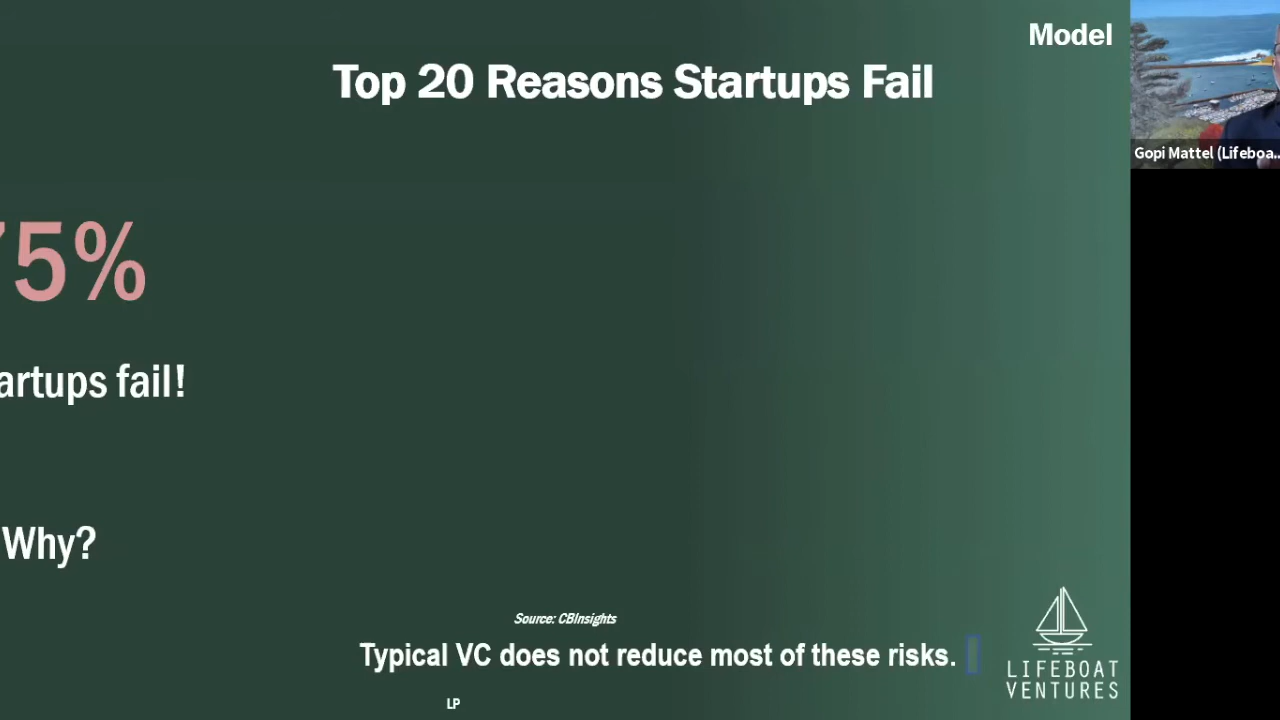 Model
Top 20 Reasons Startups Fail
Gopi Mattel (Lifeboa...
75%
artups fail!
Why?
Source: CBInsights
Typical VC does not reduce most of these risks.
LIFEBOAT
VENTURES
LP